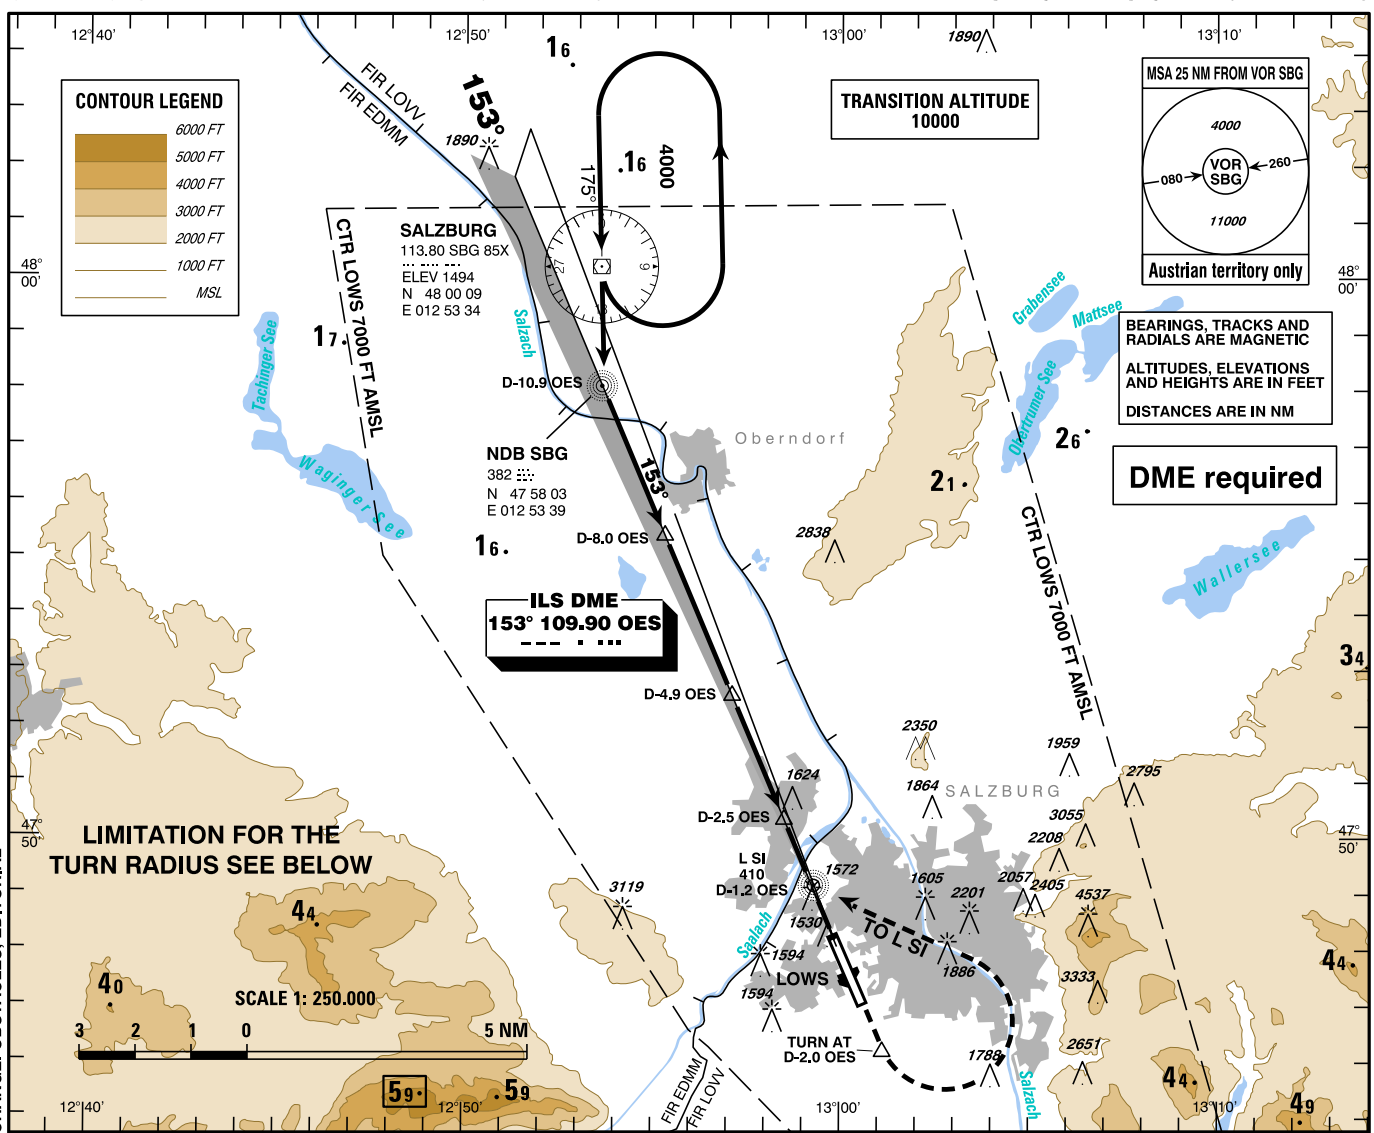 12°40'
12°50'
13°00'
13°10'
CONTOUR LEGEND
6000 FT
5000 FT
4000 FT
3000 FT
2000 FT
1000 FT
MSL
FIR LOVV
FIR EDMM
1890
153°
16
16
4000
175°
TRANSITION ALTITUDE
10000
1890
MSA 25 NM FROM VOR SBG
4000
VOR
SBG
080
260
11000
Austrian territory only
48°
00'
48°
00'
CTR LOWS 7000 FT AMSL
SALZBURG
113.80 SBG 85X
ELEV 1494
N 48 00 09
E 012 53 34
27
9
18
Salzach
Tachinger See
17
Waginger See
D-10.9 OES
NDB SBG
382
N 47 58 03
E 012 53 39
153°
Oberndorf
Grabensee
Mattsee
Obertrumer See
BEARINGS, TRACKS AND
RADIALS ARE MAGNETIC
ALTITUDES, ELEVATIONS
AND HEIGHTS ARE IN FEET
DISTANCES ARE IN NM
26
DME required
21
2838
CTR LOWS 7000 FT AMSL
Wallersee
16
D-8.0 OES
ILS DME
153° 109.90 OES
34
D-4.9 OES
2350
1959
2795
1864
SALZBURG
1624
D-2.5 OES
3055
2208
47°
50'
47°
50'
LIMITATION FOR THE
TURN RADIUS SEE BELOW
L SI
410
D-1.2 OES
1572
1605
2201
2057
2405
4537
3119
44
1530
TO L SI
Saalach
1594
1886
LOWS
3333
44
40
SCALE 1: 250.000
1594
3
2
1
0
5 NM
TURN AT
D-2.0 OES
1788
2651
44
Salzach
59
59
FIR EDMM
FIR LOVV
49
12°40'
12°50'
13°00'
13°10'